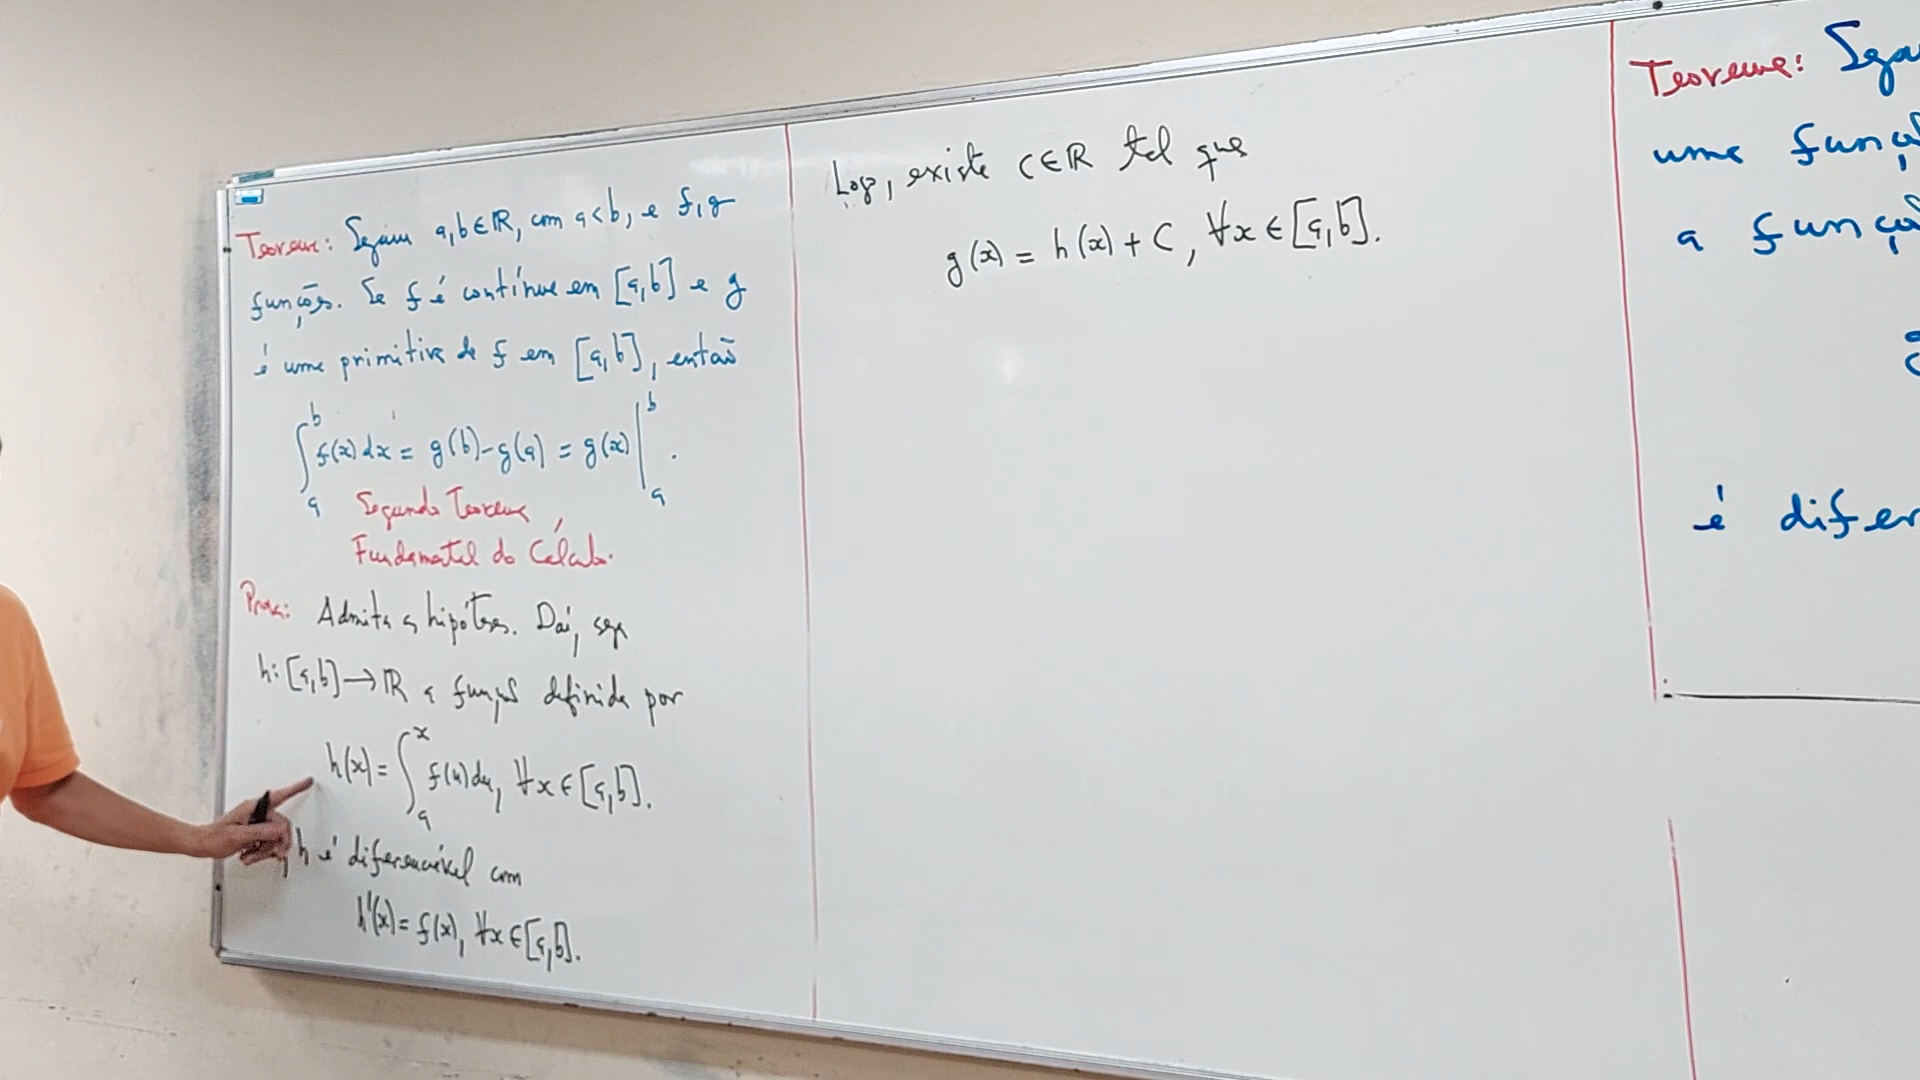 Teorema: Sejam a,b∈ℝ, com a<b, e f,g
funções. Se f é contínua em [a,b] e g
é uma primitiva de f em [a,b], então
∫_a^b f(x)dx = g(b)-g(a) = g(x)|_a^b.
Segundo Teorema
Fundamental do Cálculo.
Prova: Admita as hipóteses. Daí, seja
h:[a,b]→ℝ a função definida por
h(x)=∫_a^x f(u)du, ∀x∈[a,b].
, h é diferenciável com
h'(x)=f(x), ∀x∈[a,b].
Logo, existe C∈ℝ tal que
g(x) = h(x)+C, ∀x∈[a,b].
Teorema: Seja
uma funçã
a funçã
é difer